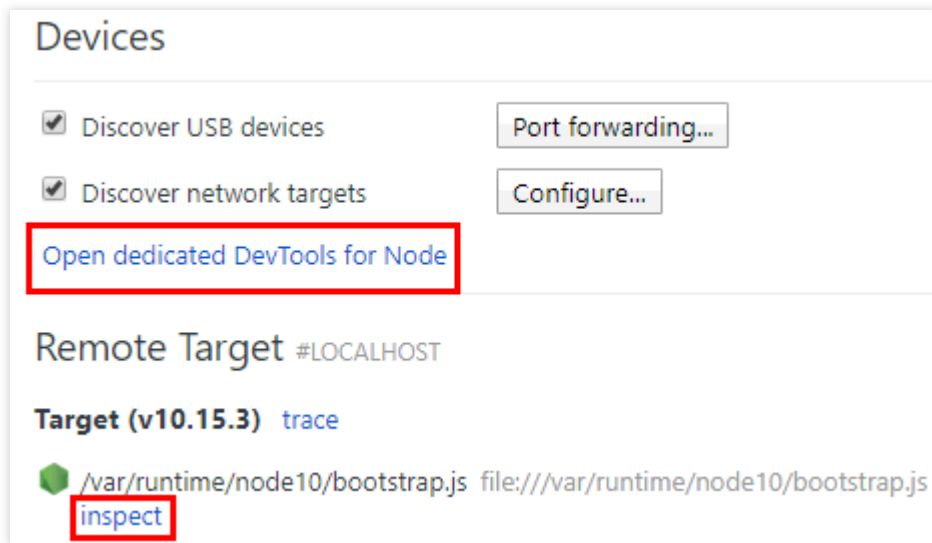 Devices
Discover USB devices Port forwarding...
Discover network targets Configure...
Open dedicated DevTools for Node
Remote Target #LOCALHOST
Target (v10.15.3) trace
/var/runtime/node10/bootstrap.js file:///var/runtime/node10/bootstrap.js
inspect